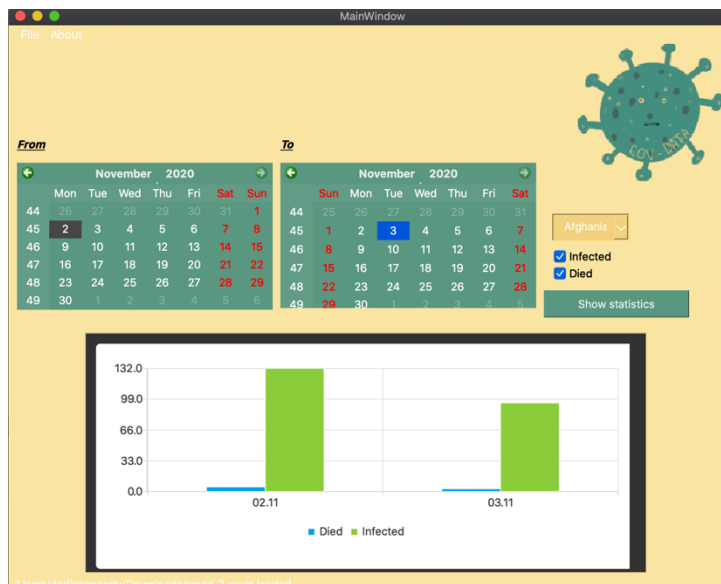 MainWindow
File About
COV-DATA
From
To
November 2020
Mon Tue Wed Thu Fri Sat Sun
44 26 27 28 29 30 31 1
45 2 3 4 5 6 7 8
46 9 10 11 12 13 14 15
47 16 17 18 19 20 21 22
48 23 24 25 26 27 28 29
49 30 1 2 3 4 5 6
November 2020
Sun Mon Tue Wed Thu Fri Sat
44 25 26 27 28 29 30 31
45 1 2 3 4 5 6 7
46 8 9 10 11 12 13 14
47 15 16 17 18 19 20 21
48 22 23 24 25 26 27 28
49 29 30 1 2 3 4 5
Afghanis
Infected
Died
Show statistics
132.0
99.0
66.0
33.0
0.0
02.11 03.11
Died Infected